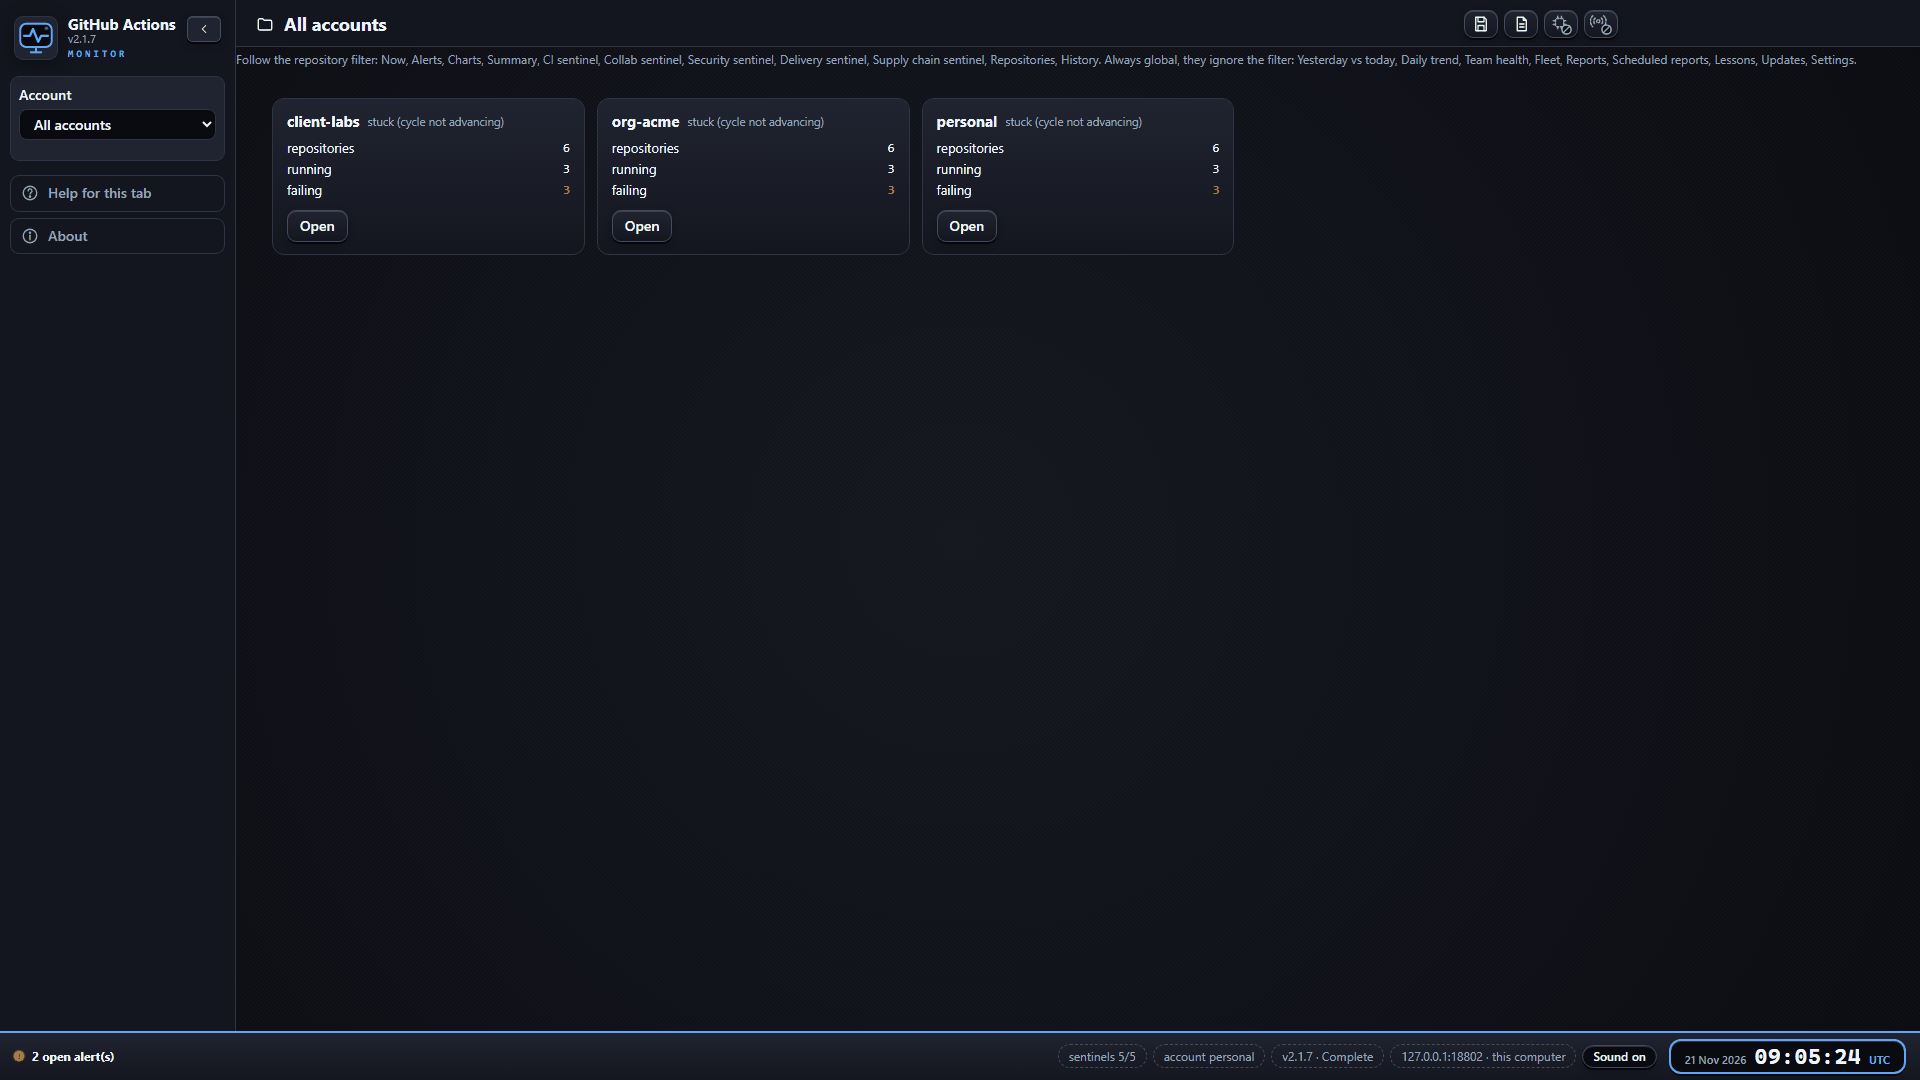 GitHub Actions
v2.1.7
MONITOR
Account
All accounts
Help for this tab
About
All accounts
Follow the repository filter: Now, Alerts, Charts, Summary, CI sentinel, Collab sentinel, Security sentinel, Delivery sentinel, Supply chain sentinel, Repositories, History. Always global, they ignore the filter: Yesterday vs today, Daily trend, Team health, Fleet, Reports, Scheduled reports, Lessons, Updates, Settings.
client-labs stuck (cycle not advancing)
repositories 6
running 3
failing 3
Open
org-acme stuck (cycle not advancing)
repositories 6
running 3
failing 3
Open
personal stuck (cycle not advancing)
repositories 6
running 3
failing 3
Open
2 open alert(s)
sentinels 5/5
account personal
v2.1.7 · Complete
127.0.0.1:18802 · this computer
Sound on
21 Nov 2026 09:05:24 UTC